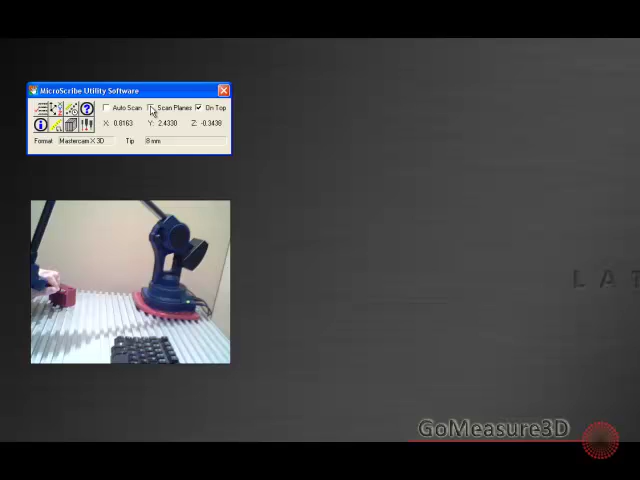 MicroScribe Utility Software
Auto Scan Scan Planes On Top
X: 0.8163 Y: 2.4330 Z: -0.3438
Format Mastercam X 3D Tip 8 mm
L A T
GoMeasure3D